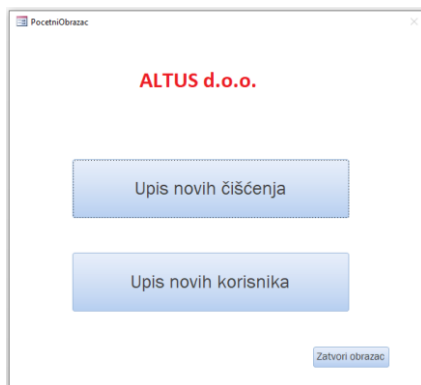 PocetniObrazac
ALTUS d.o.o.
Upis novih čišćenja
Upis novih korisnika
Zatvori obrazac